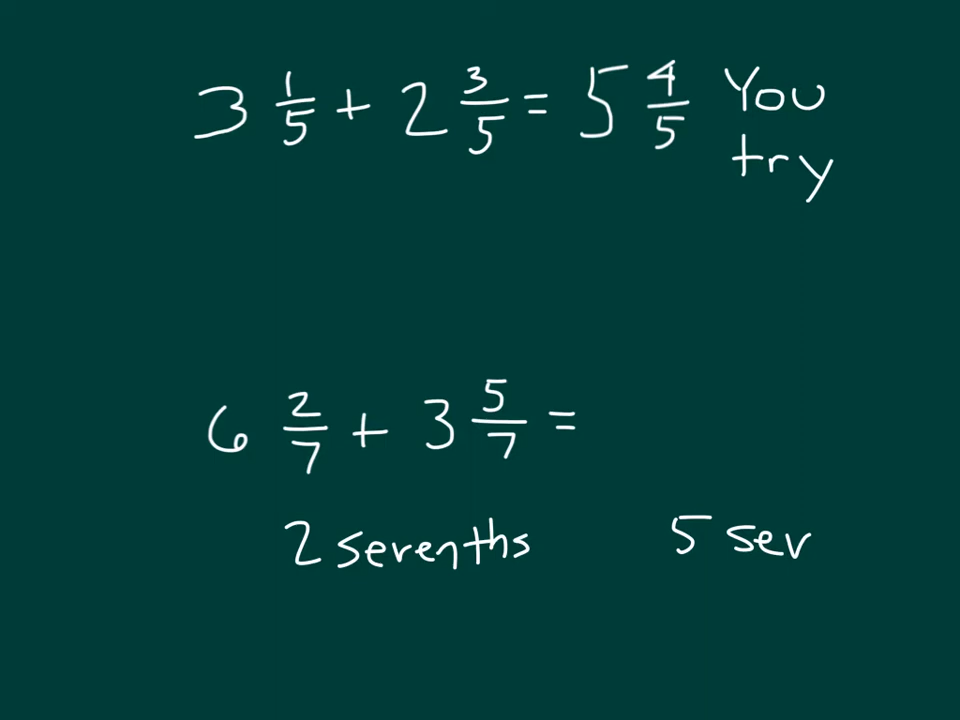 3 1/5 + 2 3/5 = 5 4/5 You
try
6 2/7 + 3 5/7 =
2 sevenths 5 sev